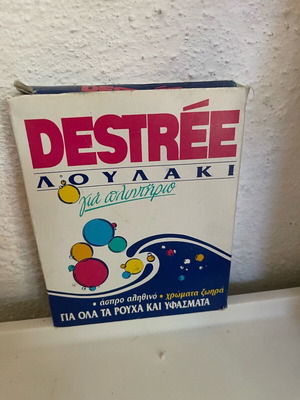 DESTRÉE
ΛΟΥΛΑΚΙ
για πλυντήριο
• άσπρο αληθινό • χρώματα ζωηρά
ΓΙΑ ΟΛΑ ΤΑ ΡΟΥΧΑ ΚΑΙ ΥΦΑΣΜΑΤΑ